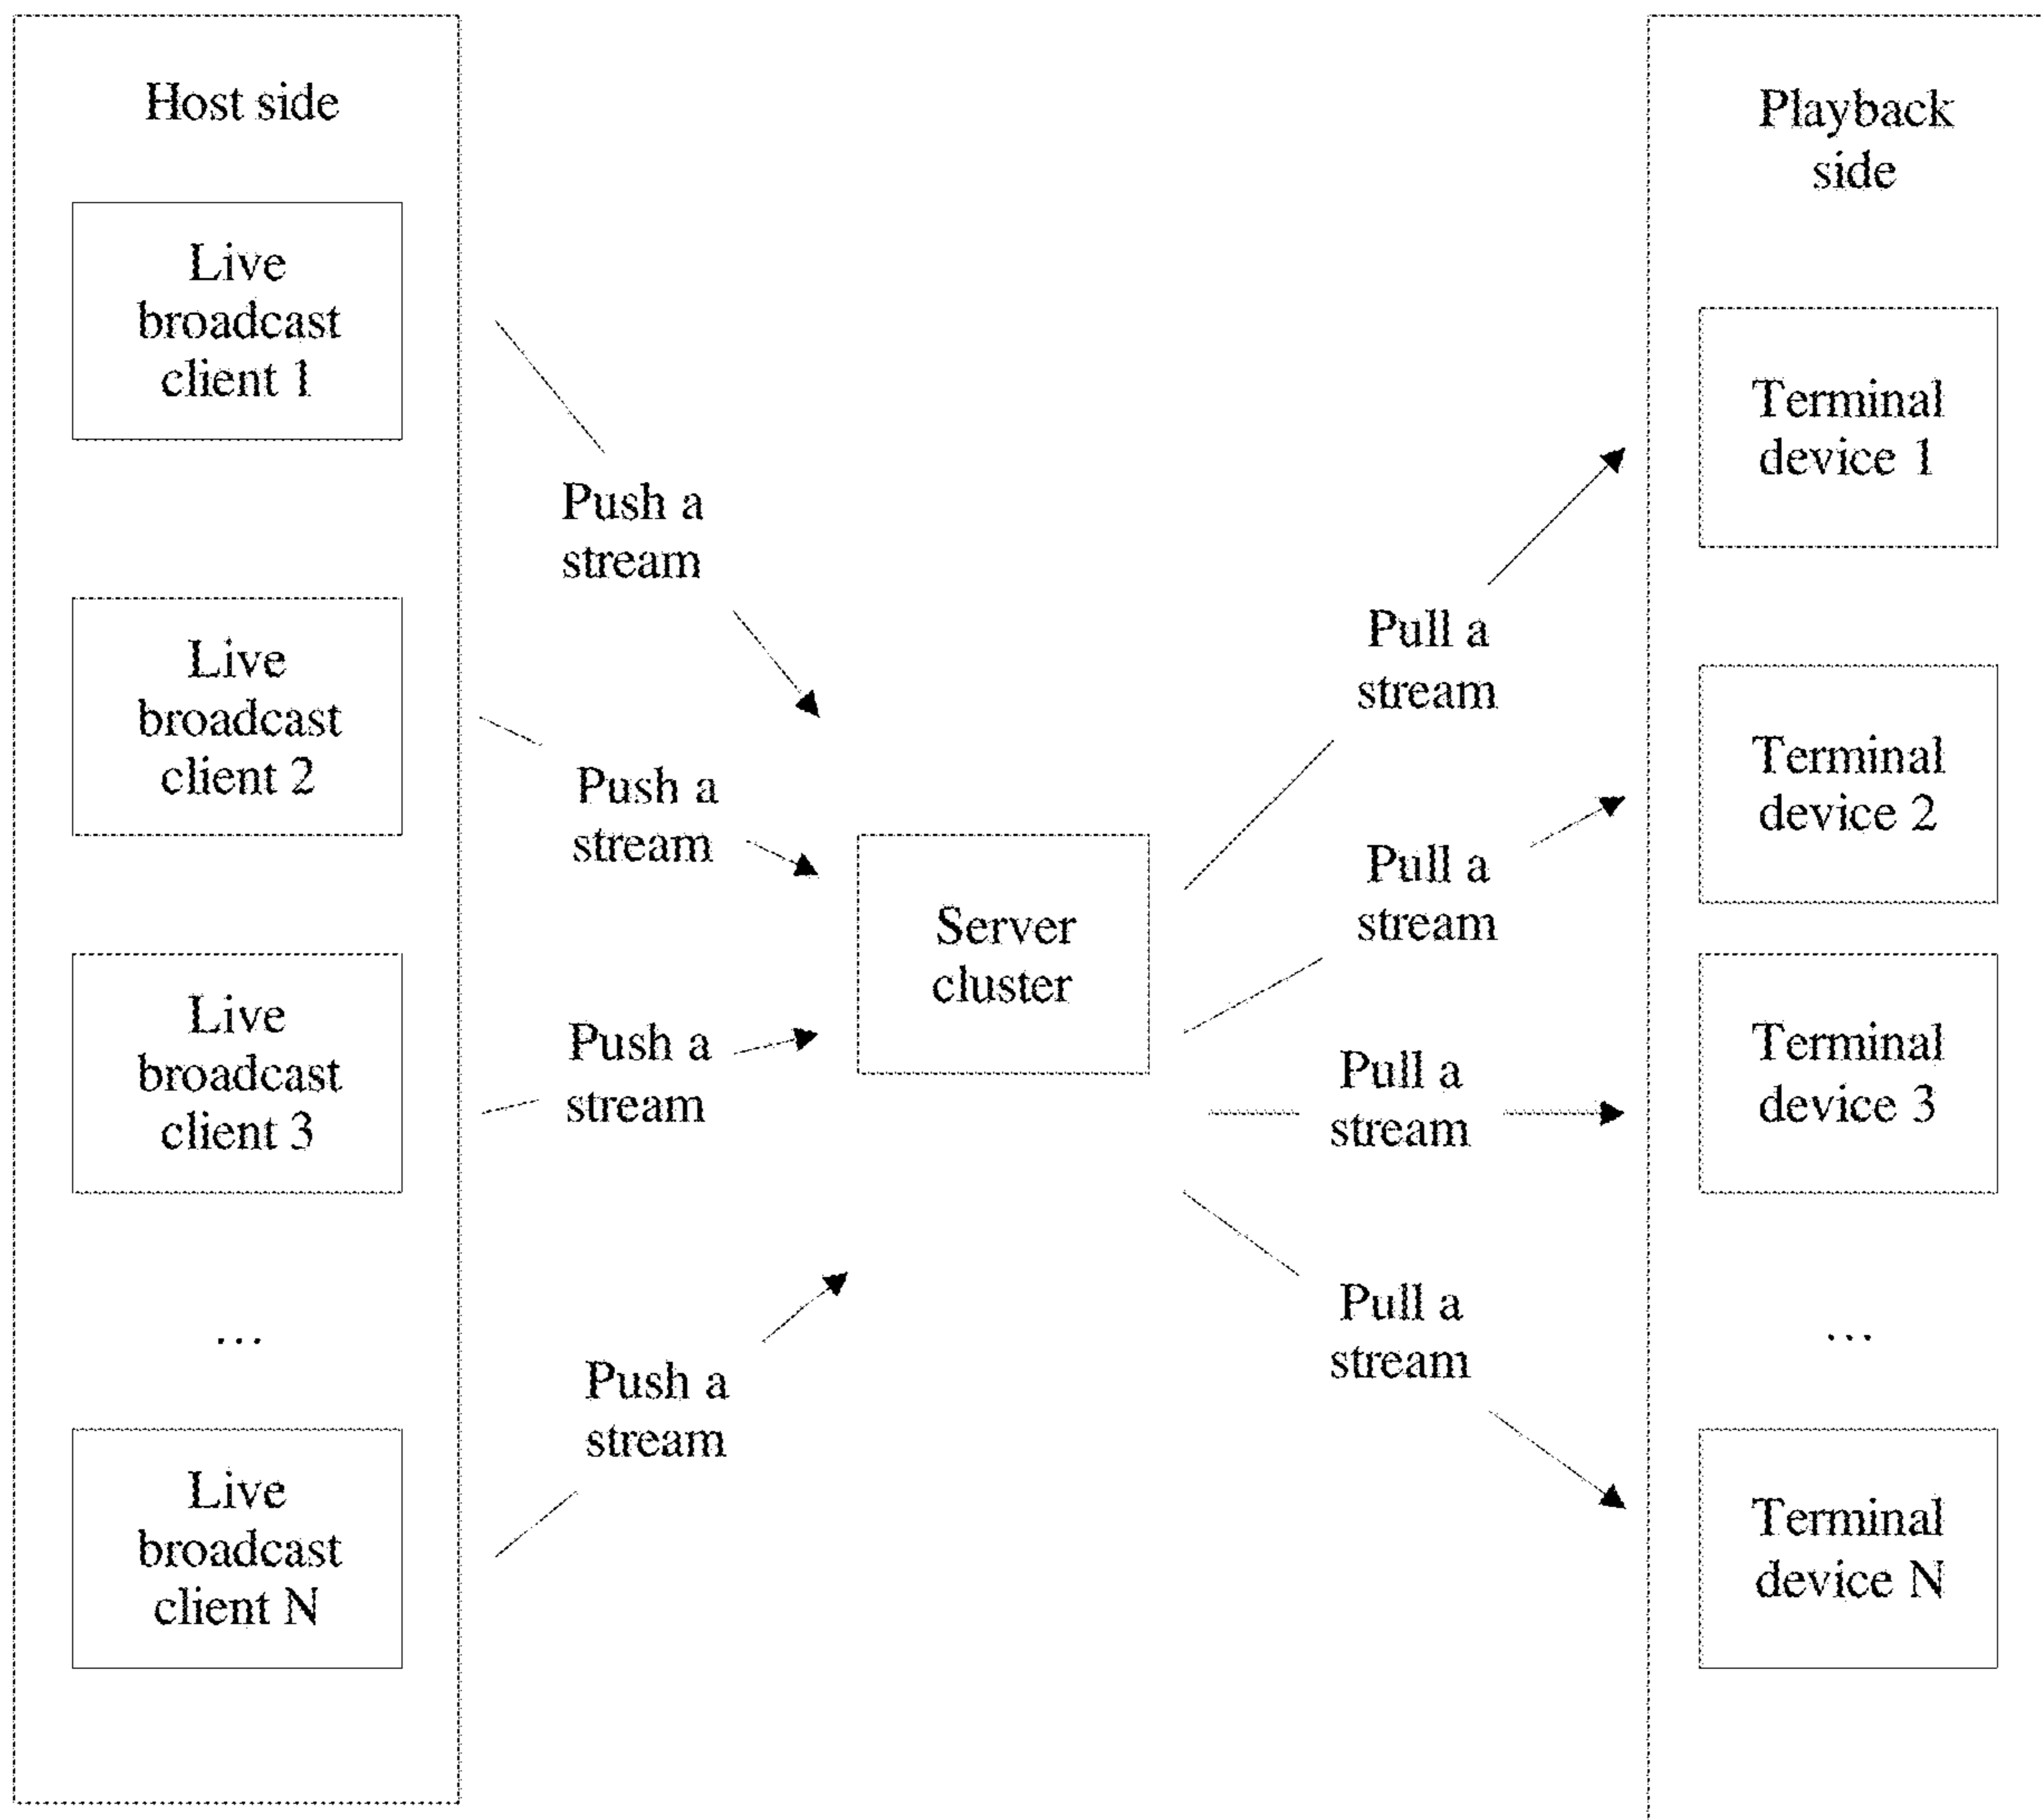 Host side
Live
broadcast
client 1
Live
broadcast
client 2
Live
broadcast
client 3
...
Live
broadcast
client N
Push a
stream
Push a
stream
Push a
stream
Push a
stream
Server
cluster
Pull a
stream
Pull a
stream
Pull a
stream
Pull a
stream
Playback
side
Terminal
device 1
Terminal
device 2
Terminal
device 3
...
Terminal
device N